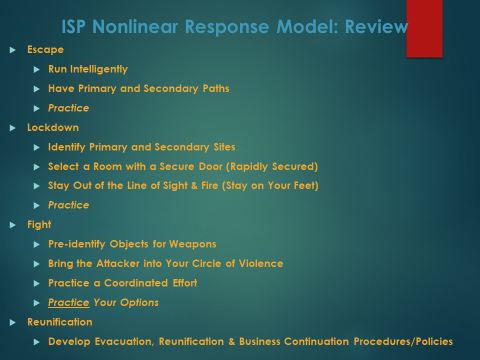 ISP Nonlinear Response Model: Review
Escape
Run Intelligently
Have Primary and Secondary Paths
Practice
Lockdown
Identify Primary and Secondary Sites
Select a Room with a Secure Door (Rapidly Secured)
Stay Out of the Line of Sight & Fire (Stay on Your Feet)
Practice
Fight
Pre-identify Objects for Weapons
Bring the Attacker into Your Circle of Violence
Practice a Coordinated Effort
Practice Your Options
Reunification
Develop Evacuation, Reunification & Business Continuation Procedures/Policies